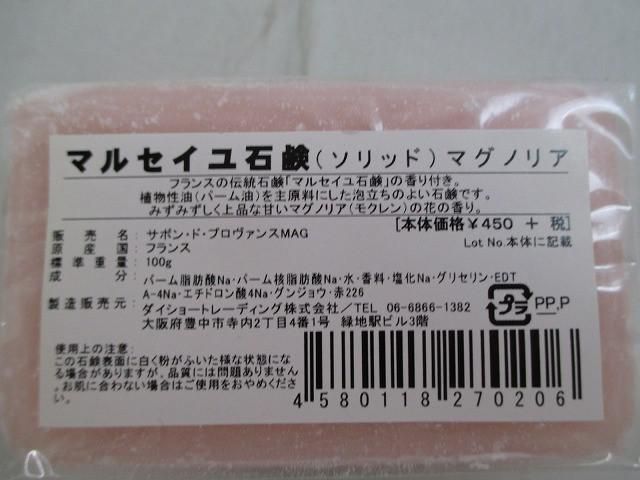 マルセイユ石鹸(ソリッド)マグノリア
フランスの伝統石鹸「マルセイユ石鹸」の香り付き。
植物性油(パーム油)を主原料にした泡立ちのよい石鹸です。
みずみずしく上品な甘いマグノリア(モクレン)の花の香り。
[本体価格¥450 + 税]
販売名:サボン・ド・プロヴァンスMAG
Lot No.本体に記載
原産国:フランス
標準重量:100g
成分:パーム脂肪酸Na・パーム核脂肪酸Na・水・香料・塩化Na・グリセリン・EDT
A-4Na・エチドロン酸4Na・グンジョウ・赤226
製造販売元:ダイショートレーディング株式会社/TEL 06-6866-1382
大阪府豊中市寺内2丁目4番1号 緑地駅ビル3階
プラ PP,P
使用上の注意:
この石鹸表面に白く粉がふいた様な状態にな
る場合がありますが、品質には問題ありません
。お肌に合わない場合はご使用をおやめくださ
い。
4 580118 270206